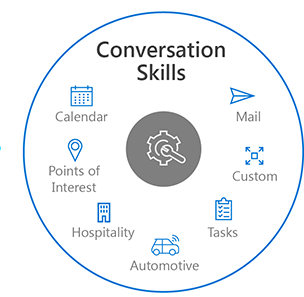 Conversation
Skills
Calendar
Mail
Points of
Interest
Custom
Hospitality
Tasks
Automotive